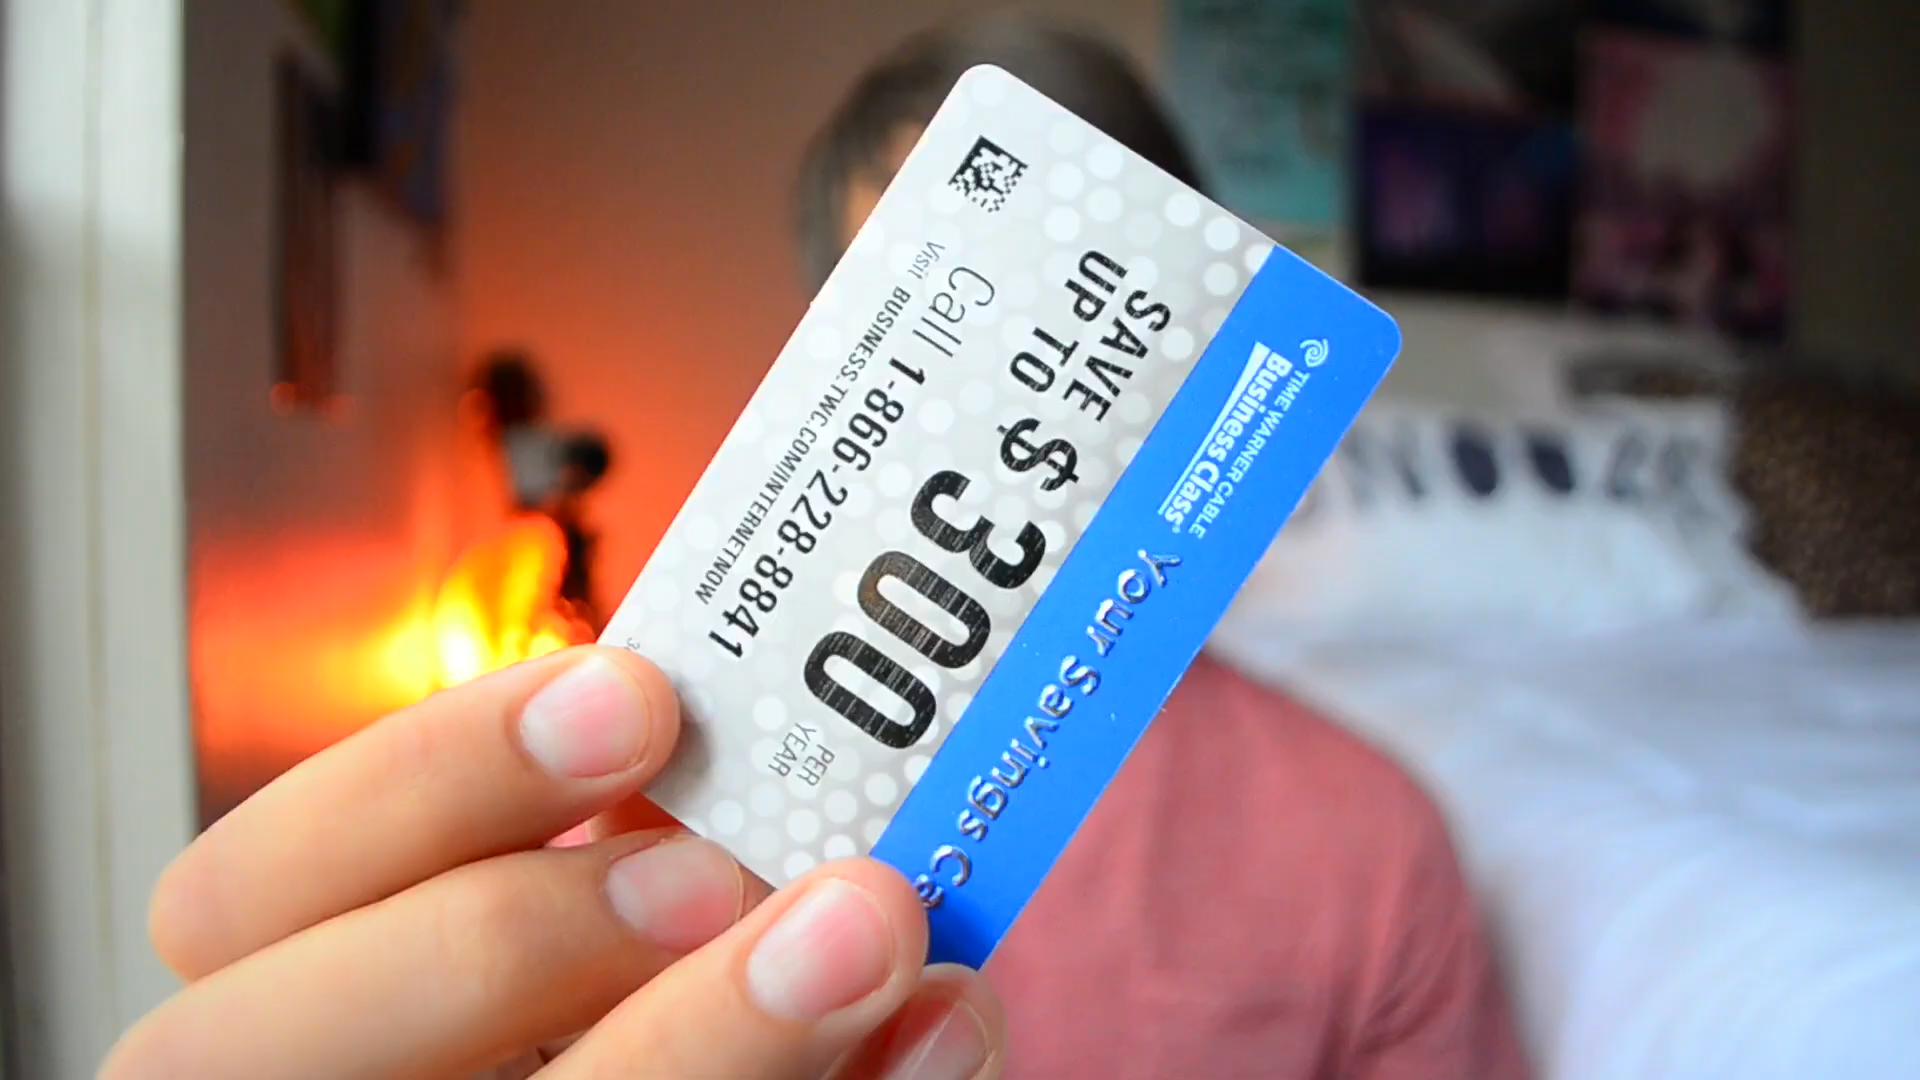 TIME WARNER CABLE
Business Class®
Your Savings Ca
SAVE
UP TO
$300
PER
YEAR
Call 1-866-228-8841
Visit BUSINESS.TWC.COM/INTERNETNOW